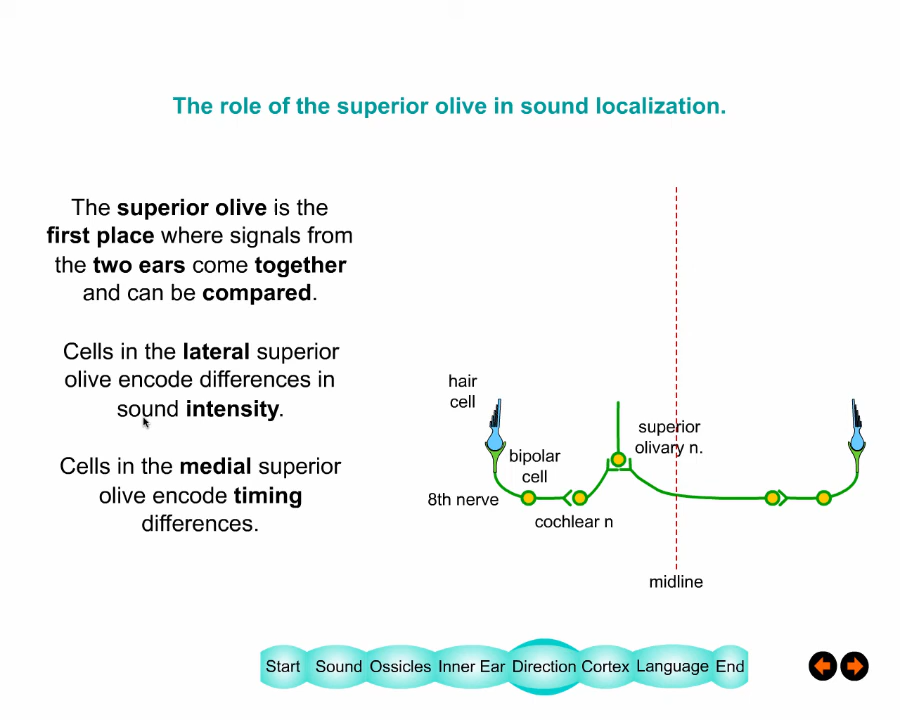 The role of the superior olive in sound localization.
The superior olive is the
first place where signals from
the two ears come together
and can be compared.
Cells in the lateral superior
olive encode differences in
sound intensity.
Cells in the medial superior
olive encode timing
differences.
hair
cell
bipolar
cell
8th nerve
cochlear n
superior
olivary n.
midline
Start Sound Ossicles Inner Ear Direction Cortex Language End